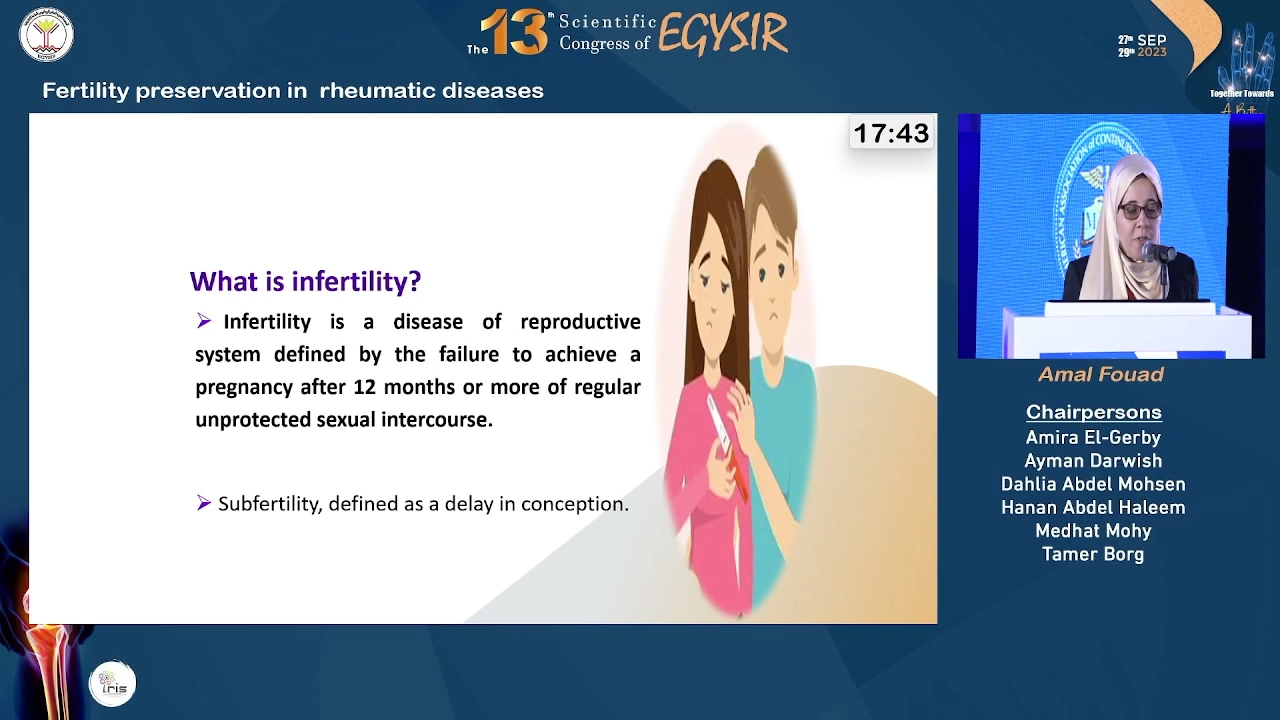 The 13th Scientific Congress of EGYSIR
27th SEP
29th 2023
Together Towards
Fertility preservation in rheumatic diseases
17:43
What is infertility?
➢ Infertility is a disease of reproductive
system defined by the failure to achieve a
pregnancy after 12 months or more of regular
unprotected sexual intercourse.
➢ Subfertility, defined as a delay in conception.
Amal Fouad
Chairpersons
Amira El-Gerby
Ayman Darwish
Dahlia Abdel Mohsen
Hanan Abdel Haleem
Medhat Mohy
Tamer Borg
iris